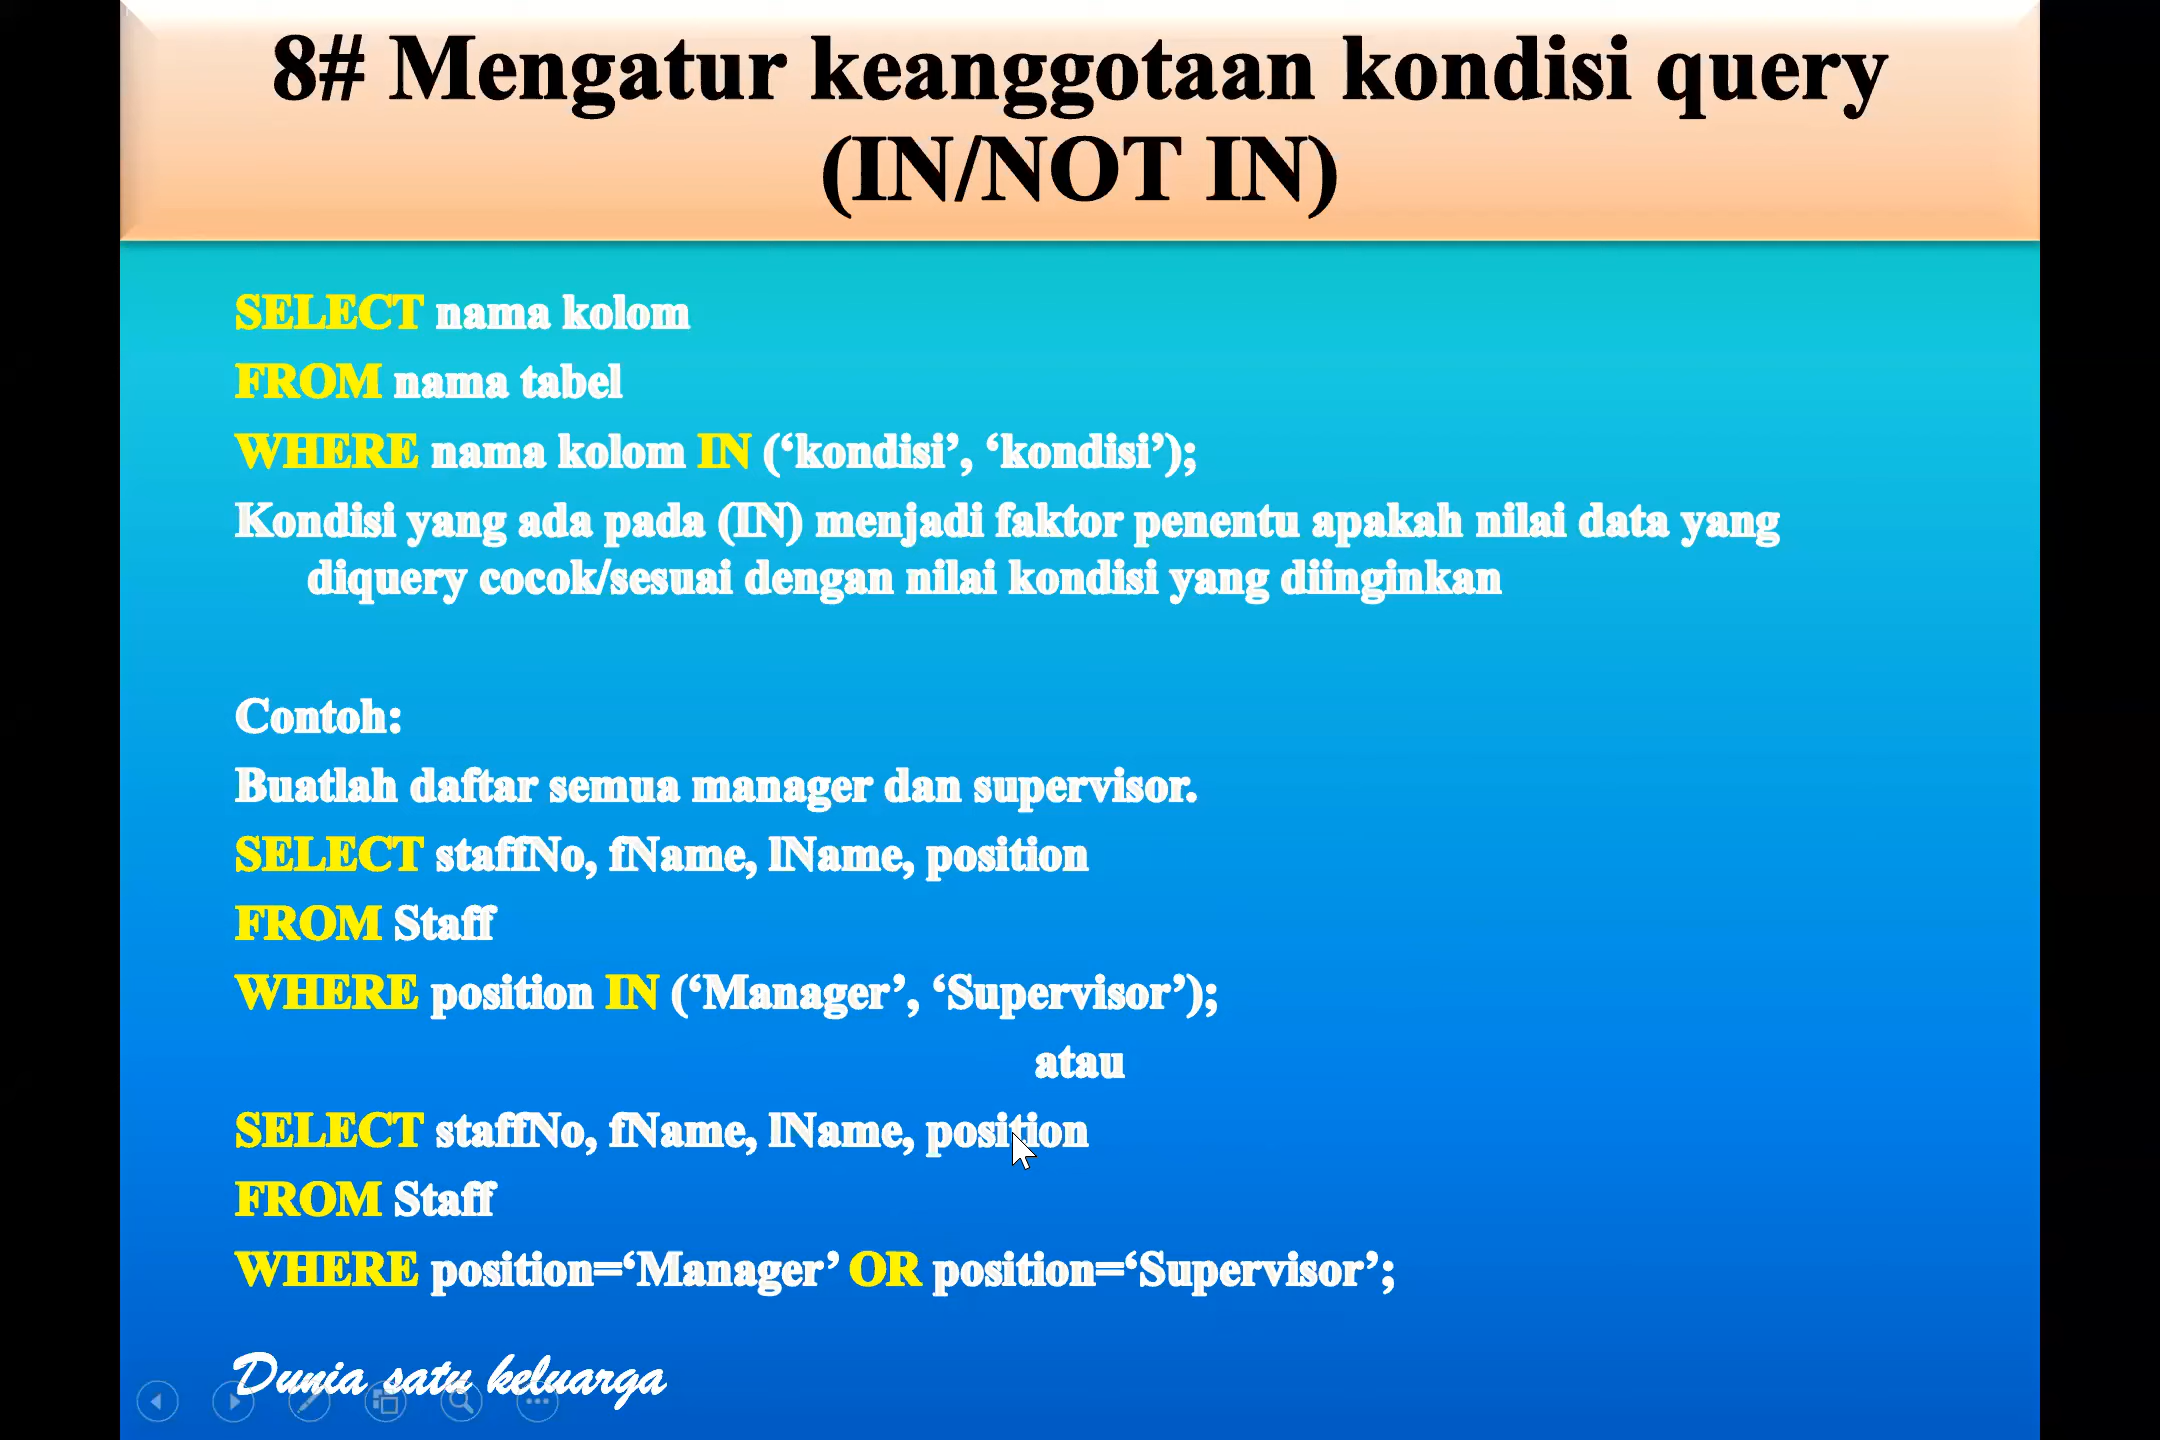 8# Mengatur keanggotaan kondisi query
(IN/NOT IN)
SELECT nama kolom
FROM nama tabel
WHERE nama kolom IN (‘kondisi’, ‘kondisi’);
Kondisi yang ada pada (IN) menjadi faktor penentu apakah nilai data yang
diquery cocok/sesuai dengan nilai kondisi yang diinginkan
Contoh:
Buatlah daftar semua manager dan supervisor.
SELECT staffNo, fName, lName, position
FROM Staff
WHERE position IN (‘Manager’, ‘Supervisor’);
atau
SELECT staffNo, fName, lName, position
FROM Staff
WHERE position=‘Manager’ OR position=‘Supervisor’;
Dunia satu keluarga